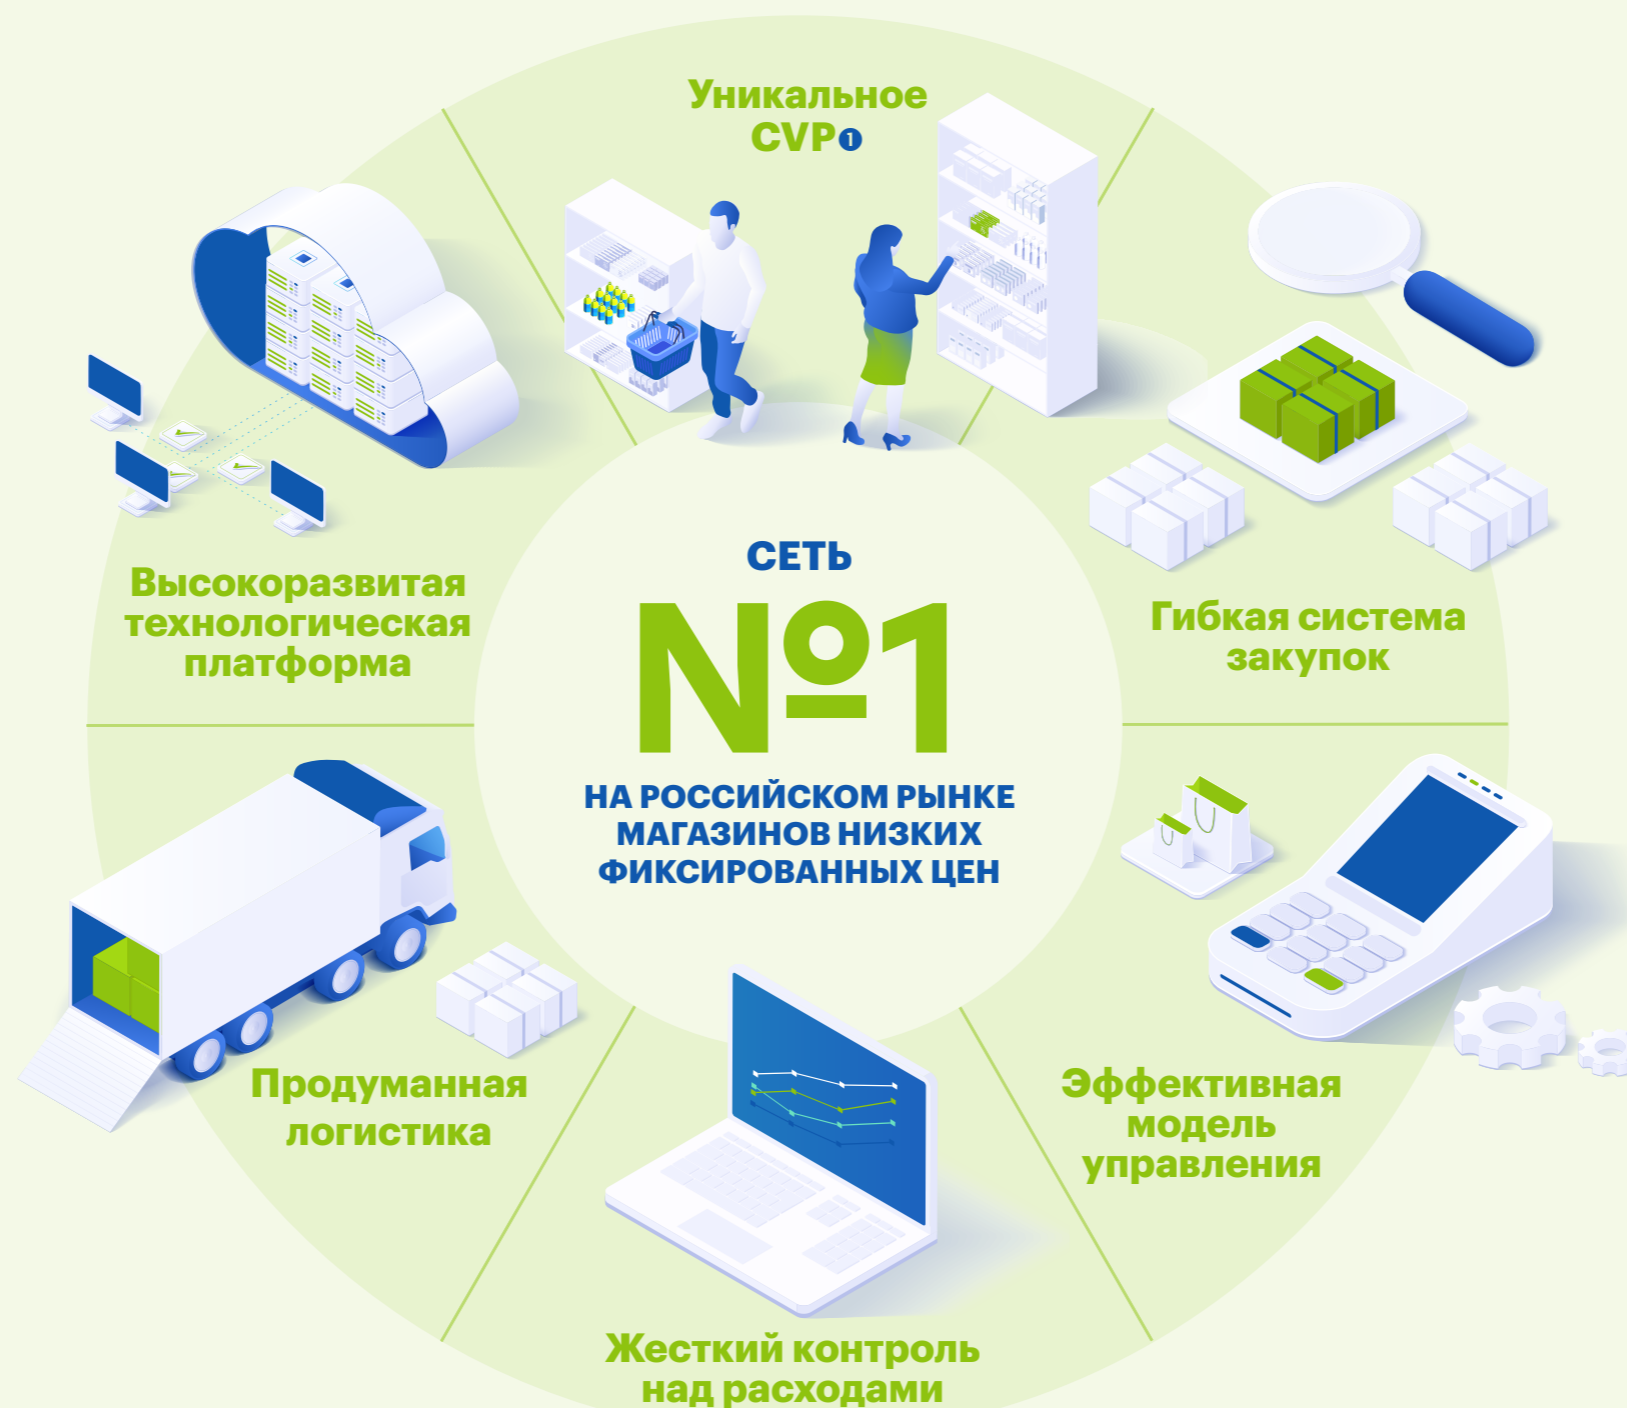 Уникальное
CVP1
Высокоразвитая
технологическая
платформа
Гибкая система
закупок
СЕТЬ
№1
НА РОССИЙСКОМ РЫНКЕ
МАГАЗИНОВ НИЗКИХ
ФИКСИРОВАННЫХ ЦЕН
Продуманная
логистика
Эффективная
модель
управления
Жесткий контроль
над расходами